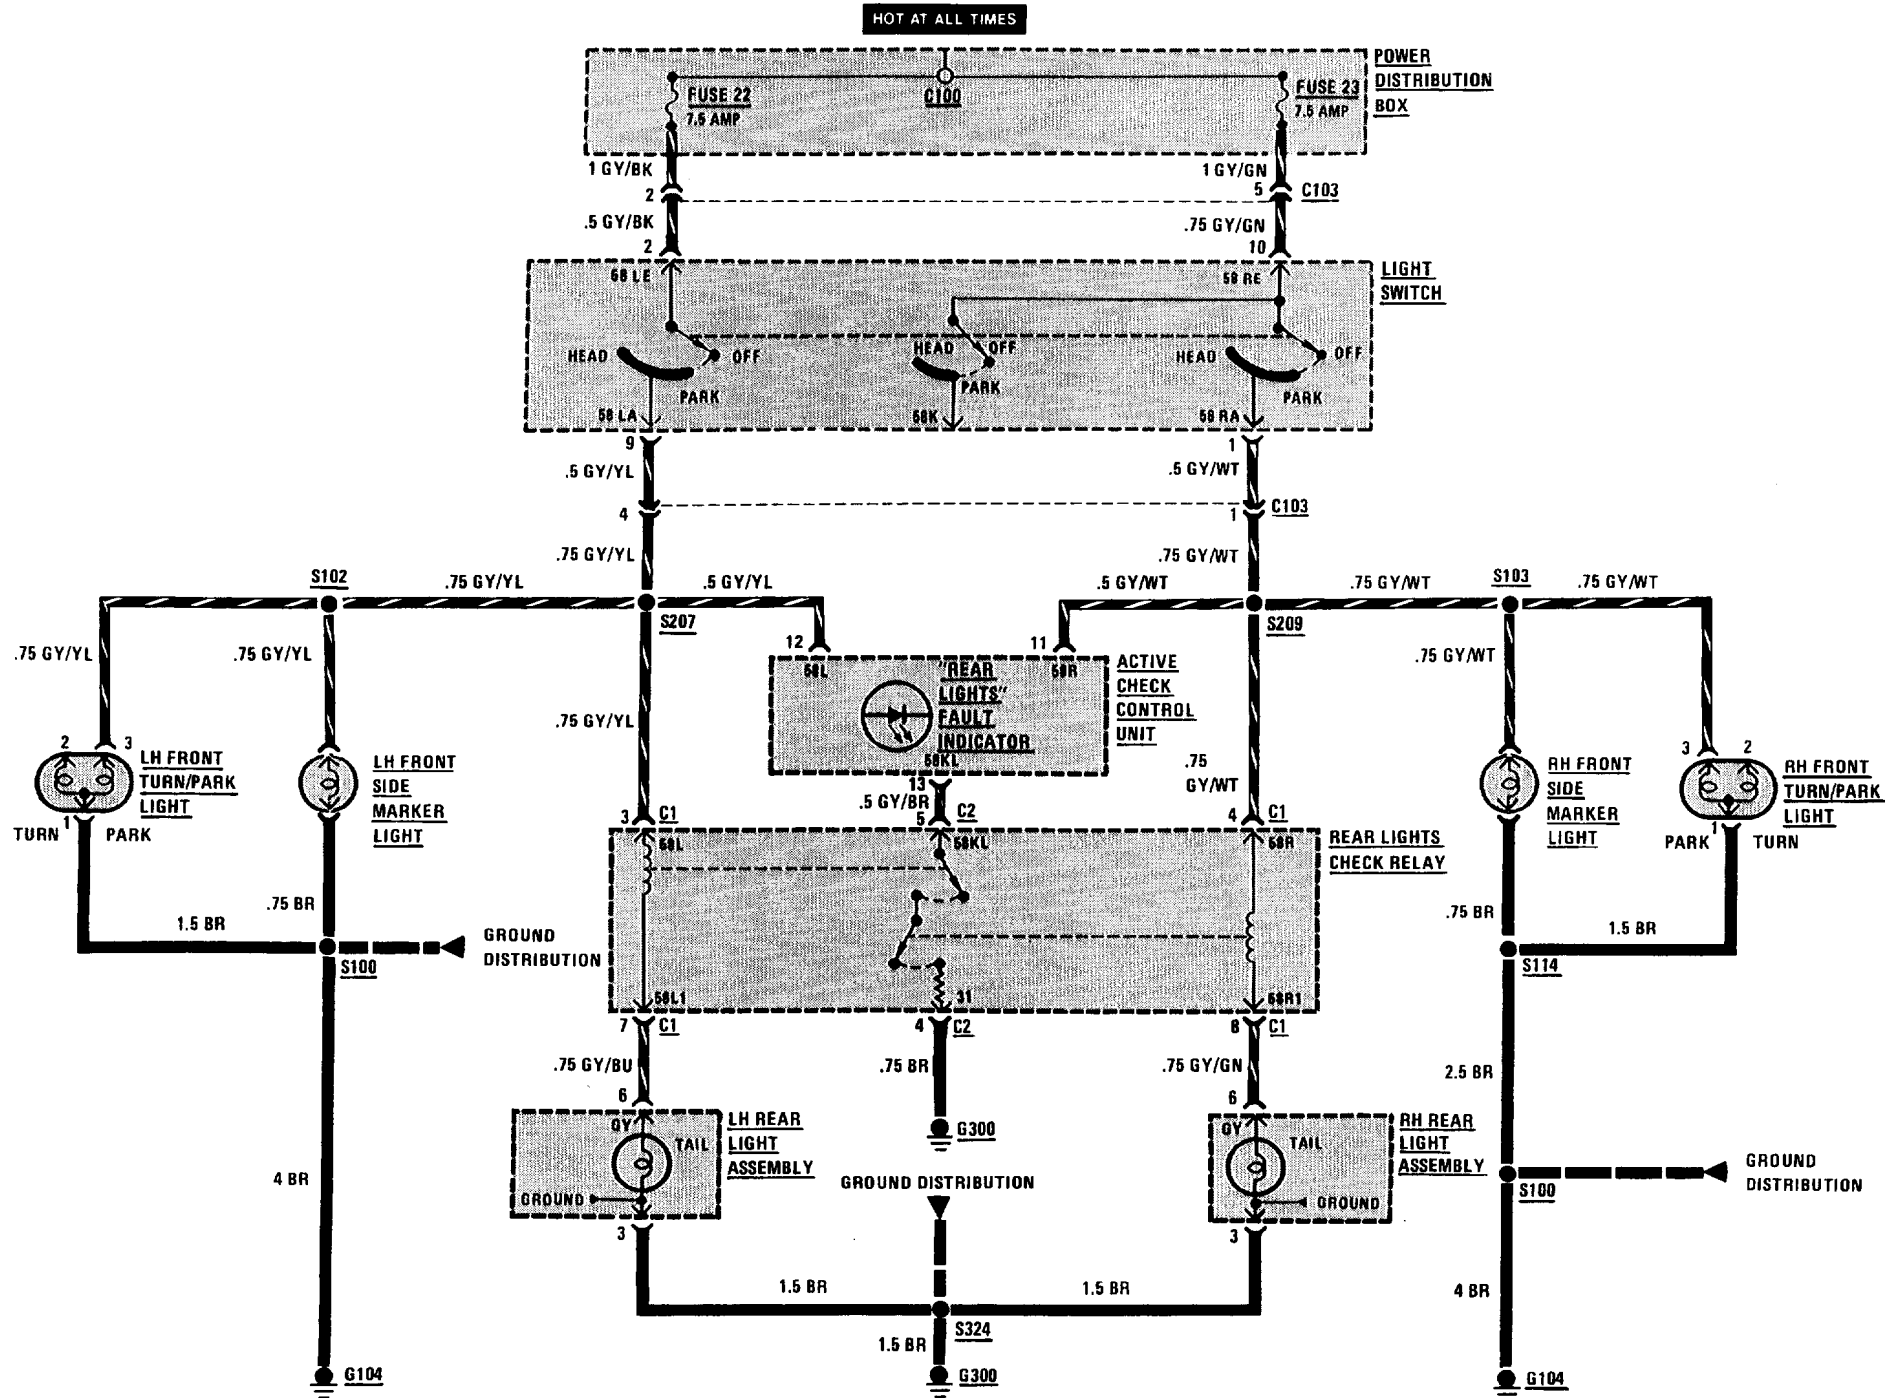 HOT AT ALL TIMES
POWER
DISTRIBUTION
BOX
FUSE 22
7.5 AMP
C100
FUSE 23
7.5 AMP
1 GY/BK
1 GY/GN
2
5
C103
.5 GY/BK
.75 GY/GN
2
10
58 LE
58 RE
LIGHT
SWITCH
HEAD
OFF
PARK
HEAD
OFF
PARK
HEAD
OFF
PARK
58 LA
58K
58 RA
9
1
.5 GY/YL
.5 GY/WT
4
1
C103
.75 GY/YL
.75 GY/WT
S102
.75 GY/YL
.5 GY/YL
.5 GY/WT
.75 GY/WT
S103
.75 GY/WT
S207
S209
.75 GY/YL
.75 GY/YL
12
11
.75 GY/WT
58L
"REAR
LIGHTS"
FAULT
INDICATOR
58R
58KL
ACTIVE
CHECK
CONTROL
UNIT
.75 GY/YL
.75
GY/WT
2
3
LH FRONT
TURN/PARK
LIGHT
TURN
1
PARK
LH FRONT
SIDE
MARKER
LIGHT
13
.5 GY/BR
RH FRONT
SIDE
MARKER
LIGHT
3
2
RH FRONT
TURN/PARK
LIGHT
PARK
1
TURN
3
C1
5
C2
4
C1
58L
58KL
58R
REAR LIGHTS
CHECK RELAY
.75 BR
1.5 BR
.75 BR
1.5 BR
S100
GROUND
DISTRIBUTION
S114
58L1
31
58R1
7
C1
4
C2
8
C1
.75 GY/BU
.75 BR
.75 GY/GN
2.5 BR
6
6
GY
TAIL
GROUND
LH REAR
LIGHT
ASSEMBLY
G300
GY
TAIL
GROUND
RH REAR
LIGHT
ASSEMBLY
4 BR
GROUND DISTRIBUTION
S100
GROUND
DISTRIBUTION
3
3
1.5 BR
1.5 BR
4 BR
S324
1.5 BR
G104
G300
G104